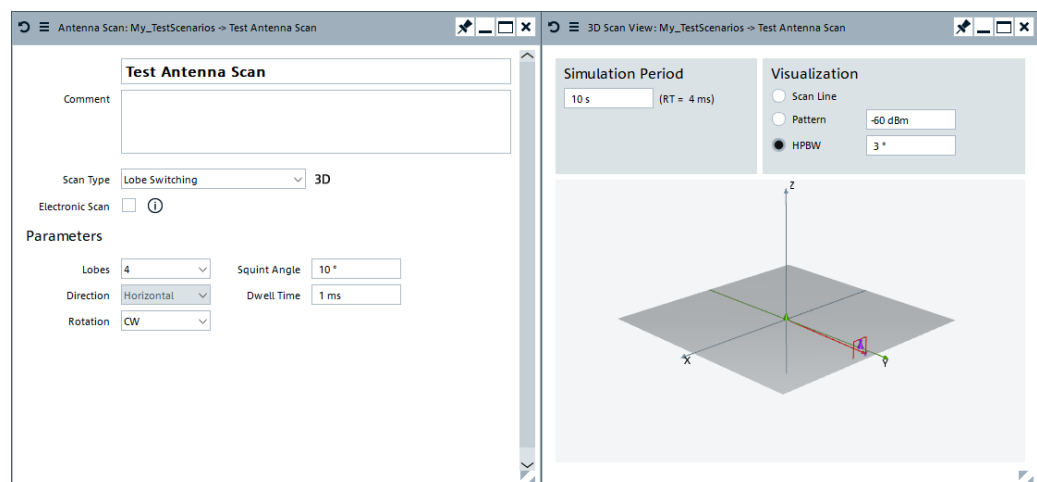 Antenna Scan: My_TestScenarios -> Test Antenna Scan
Test Antenna Scan
Comment
Scan Type Lobe Switching 3D
Electronic Scan
Parameters
Lobes 4 Squint Angle 10 °
Direction Horizontal Dwell Time 1 ms
Rotation CW
3D Scan View: My_TestScenarios -> Test Antenna Scan
Simulation Period
10 s (RT = 4 ms)
Visualization
Scan Line
Pattern -60 dBm
HPBW 3 °
Z
X
Y